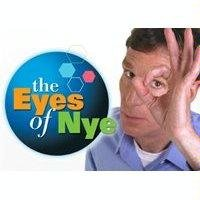 the
Eyes
of Nye